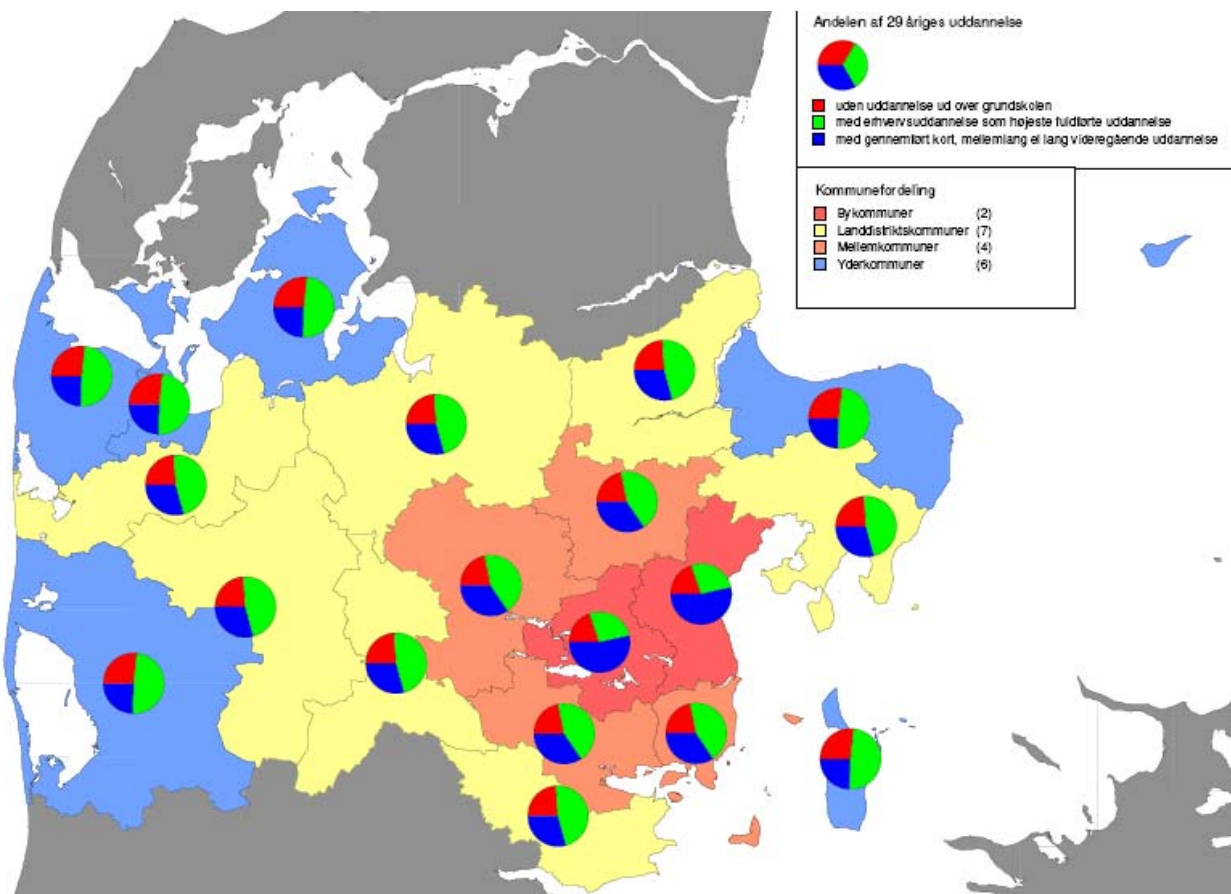 Andelen af 29 åriges uddannelse
uden uddannelse ud over grundskolen
med erhvervsuddannelse som højeste fuldførte uddannelse
med gennemført kort, mellemlang el lang videregående uddannelse
Kommunefordeling
Bykommuner (2)
Landdistriktskommuner (7)
Mellemkommuner (4)
Yderkommuner (6)